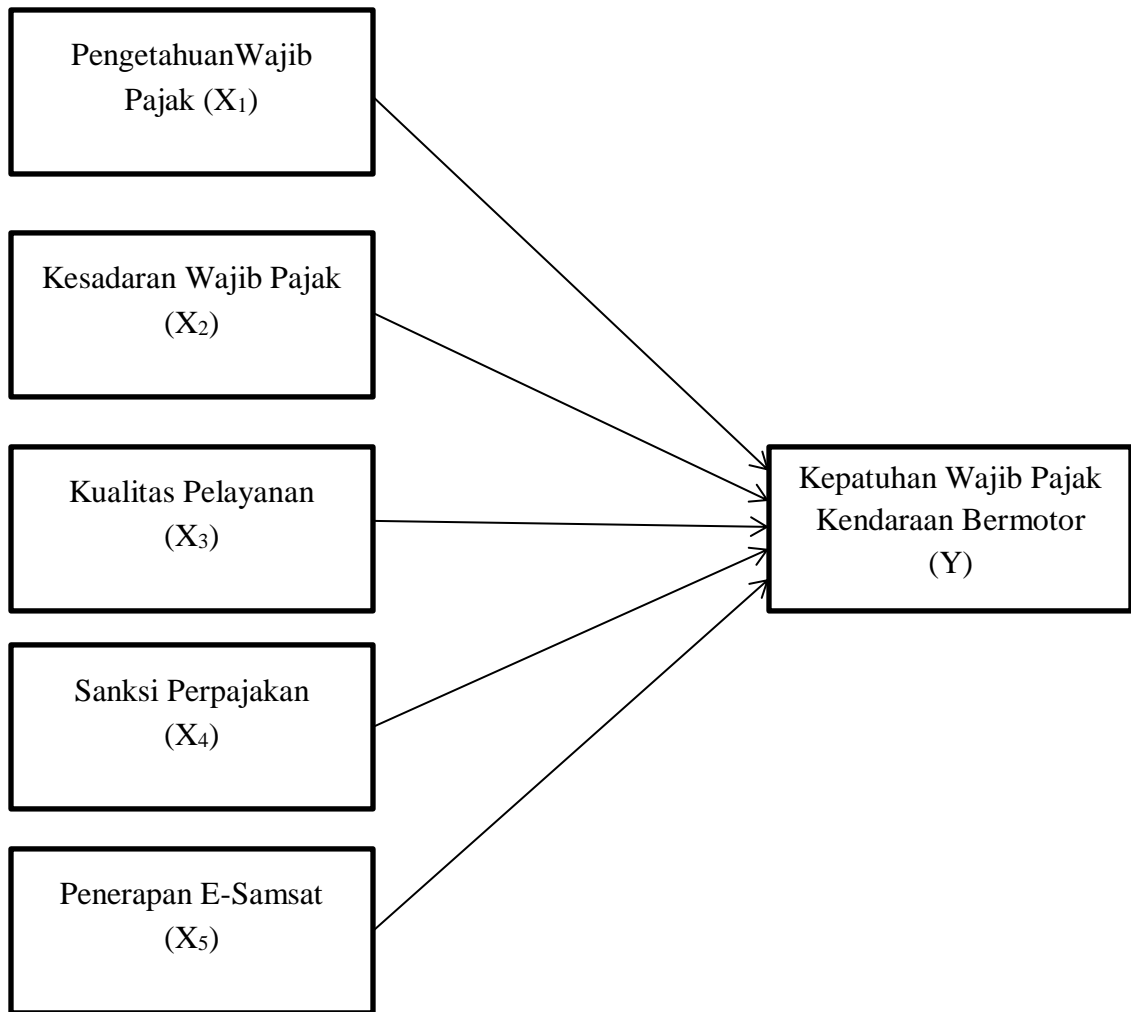 PengetahuanWajib
Pajak (X₁)
Kesadaran Wajib Pajak
(X₂)
Kualitas Pelayanan
(X₃)
Sanksi Perpajakan
(X₄)
Penerapan E-Samsat
(X₅)
Kepatuhan Wajib Pajak
Kendaraan Bermotor
(Y)